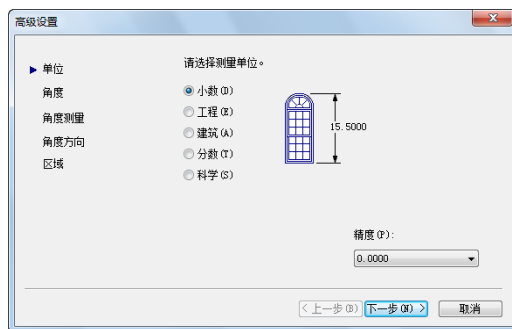 高级设置
单位
角度
角度测量
角度方向
区域
请选择测量单位。
小数(D)
工程(E)
建筑(A)
分数(T)
科学(S)
15.5000
精度(P):
0.0000
< 上一步(B)
下一步(N) >
取消